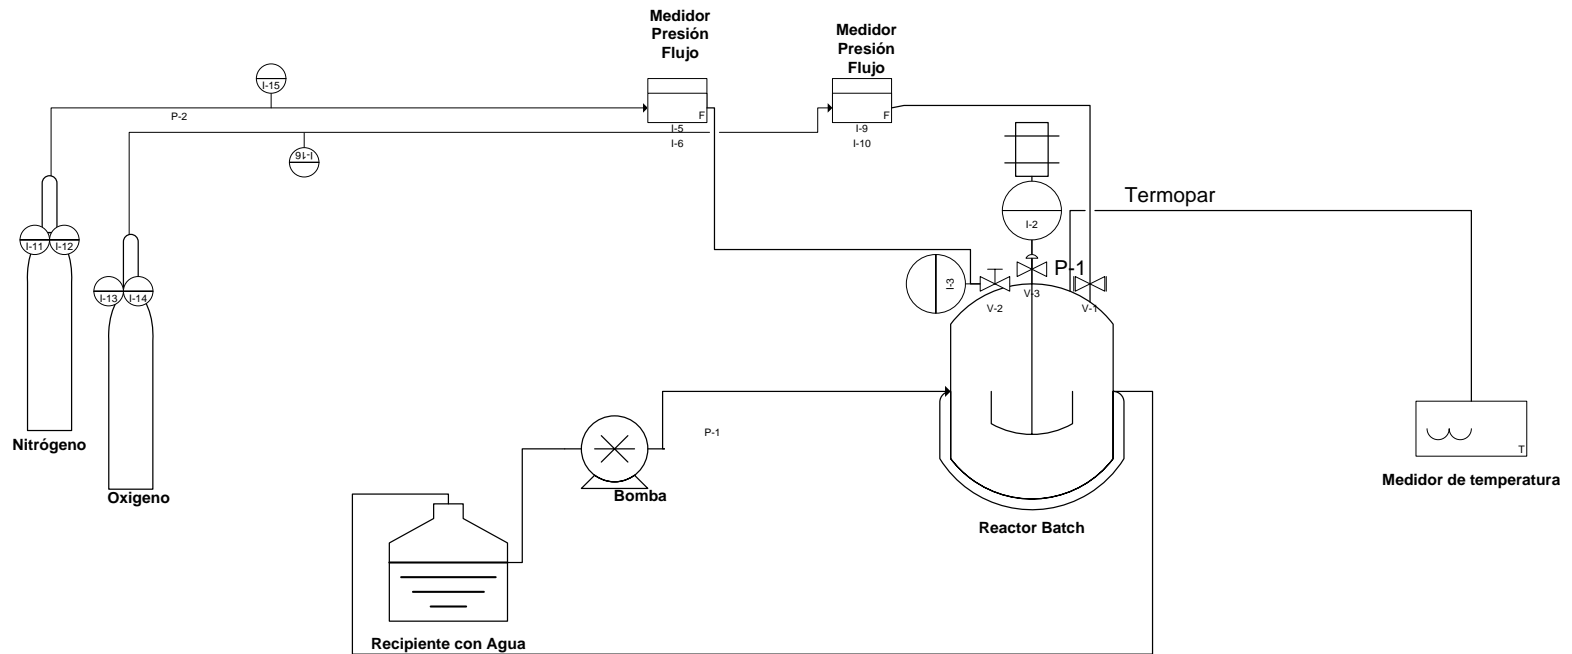 Medidor
Presión
Flujo
Medidor
Presión
Flujo
I-15
P-2
F
I-5
I-6
F
I-9
I-10
I-16
Termopar
I-2
I-11
I-12
P-1
I-3
I-13
I-14
V-2
V-3
V-1
Nitrógeno
P-1
T
Oxigeno
Bomba
Medidor de temperatura
Reactor Batch
Recipiente con Agua